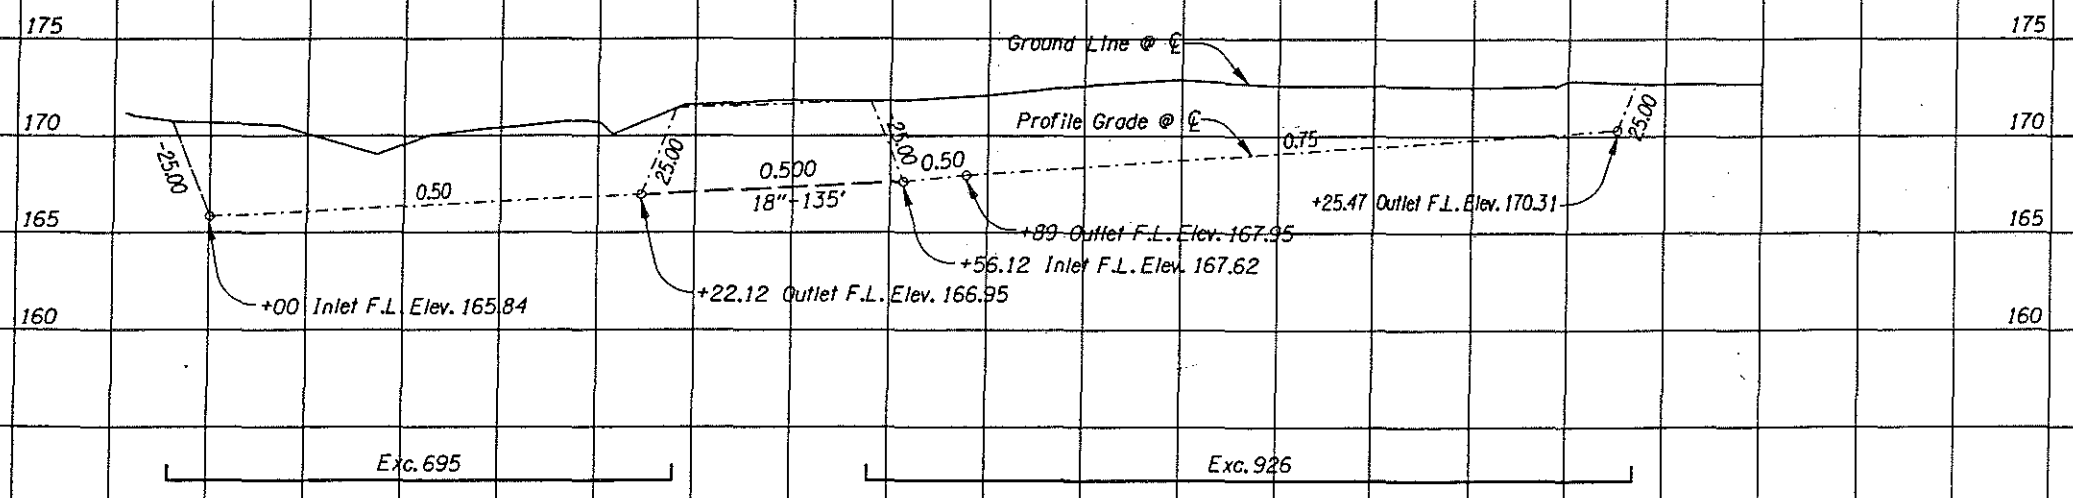 175
175
Ground Line @ ℄
170
-25.00
25.00
25.00
Profile Grade @ ℄
0.75
25.00
170
0.50
0.500
0.50
18"-135'
+25.47 Outlet F.L. Elev. 170.31
165
+89 Outlet F.L. Elev. 167.95
165
+56.12 Inlet F.L. Elev. 167.62
+00 Inlet F.L. Elev. 165.84
+22.12 Outlet F.L. Elev. 166.95
160
160
Exc. 695
Exc. 926